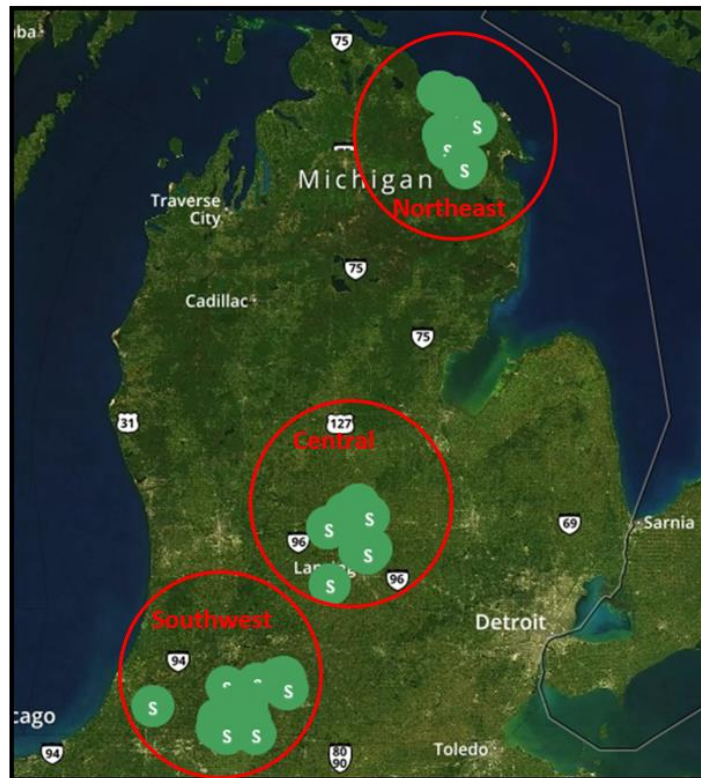 ba
75
S
S
S
Michigan
Northeast
Traverse
City
75
Cadillac
75
31
127
Central
S
S
96
S
69
Sarnia
96
S
Southwest
Detroit
94
S
S
S
S
cago
94
80
90
Toledo